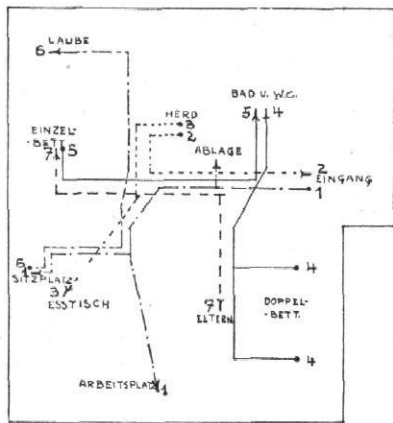 LAUBE
6
HERD
3
2
BAD U. W.C.
5 4
EINZEL-
-BETT
7 5
ABLAGE
2
EINGANG
1
6
1
SITZPLATZ
3
ESSTISCH
4
7
ELTERN
DOPPEL-
BETT.
4
ARBEITSPLATZ 1